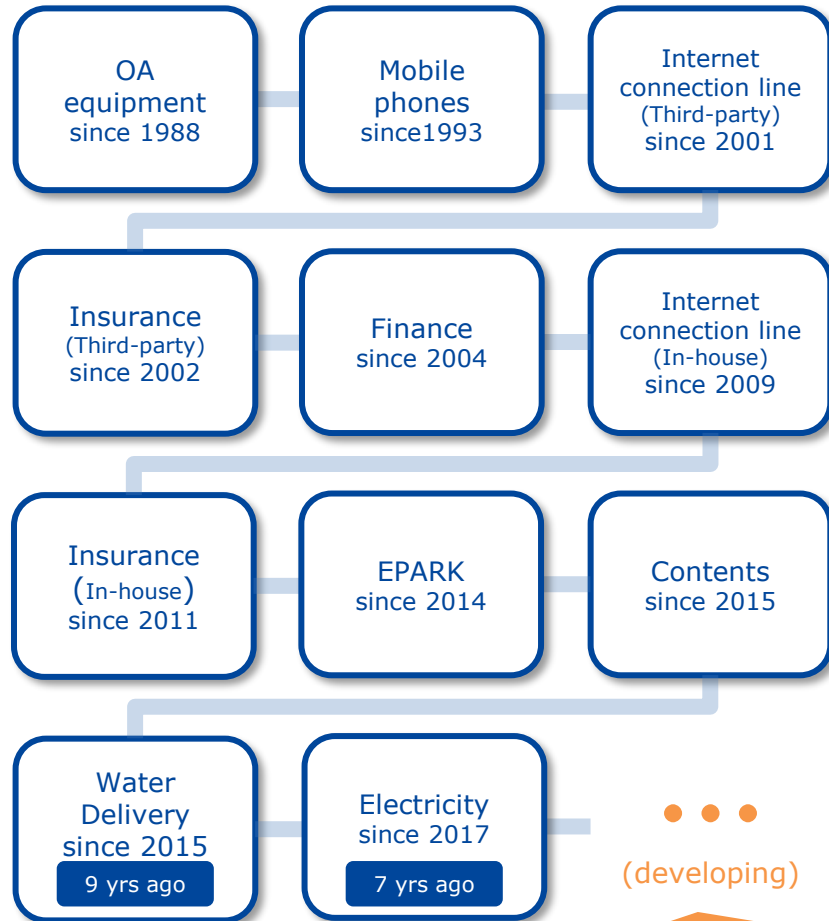 OA
equipment
since 1988
Mobile
phones
since1993
Internet
connection line
(Third-party)
since 2001
Insurance
(Third-party)
since 2002
Finance
since 2004
Internet
connection line
(In-house)
since 2009
Insurance
(In-house)
since 2011
EPARK
since 2014
Contents
since 2015
Water
Delivery
since 2015
9 yrs ago
Electricity
since 2017
7 yrs ago
(developing)